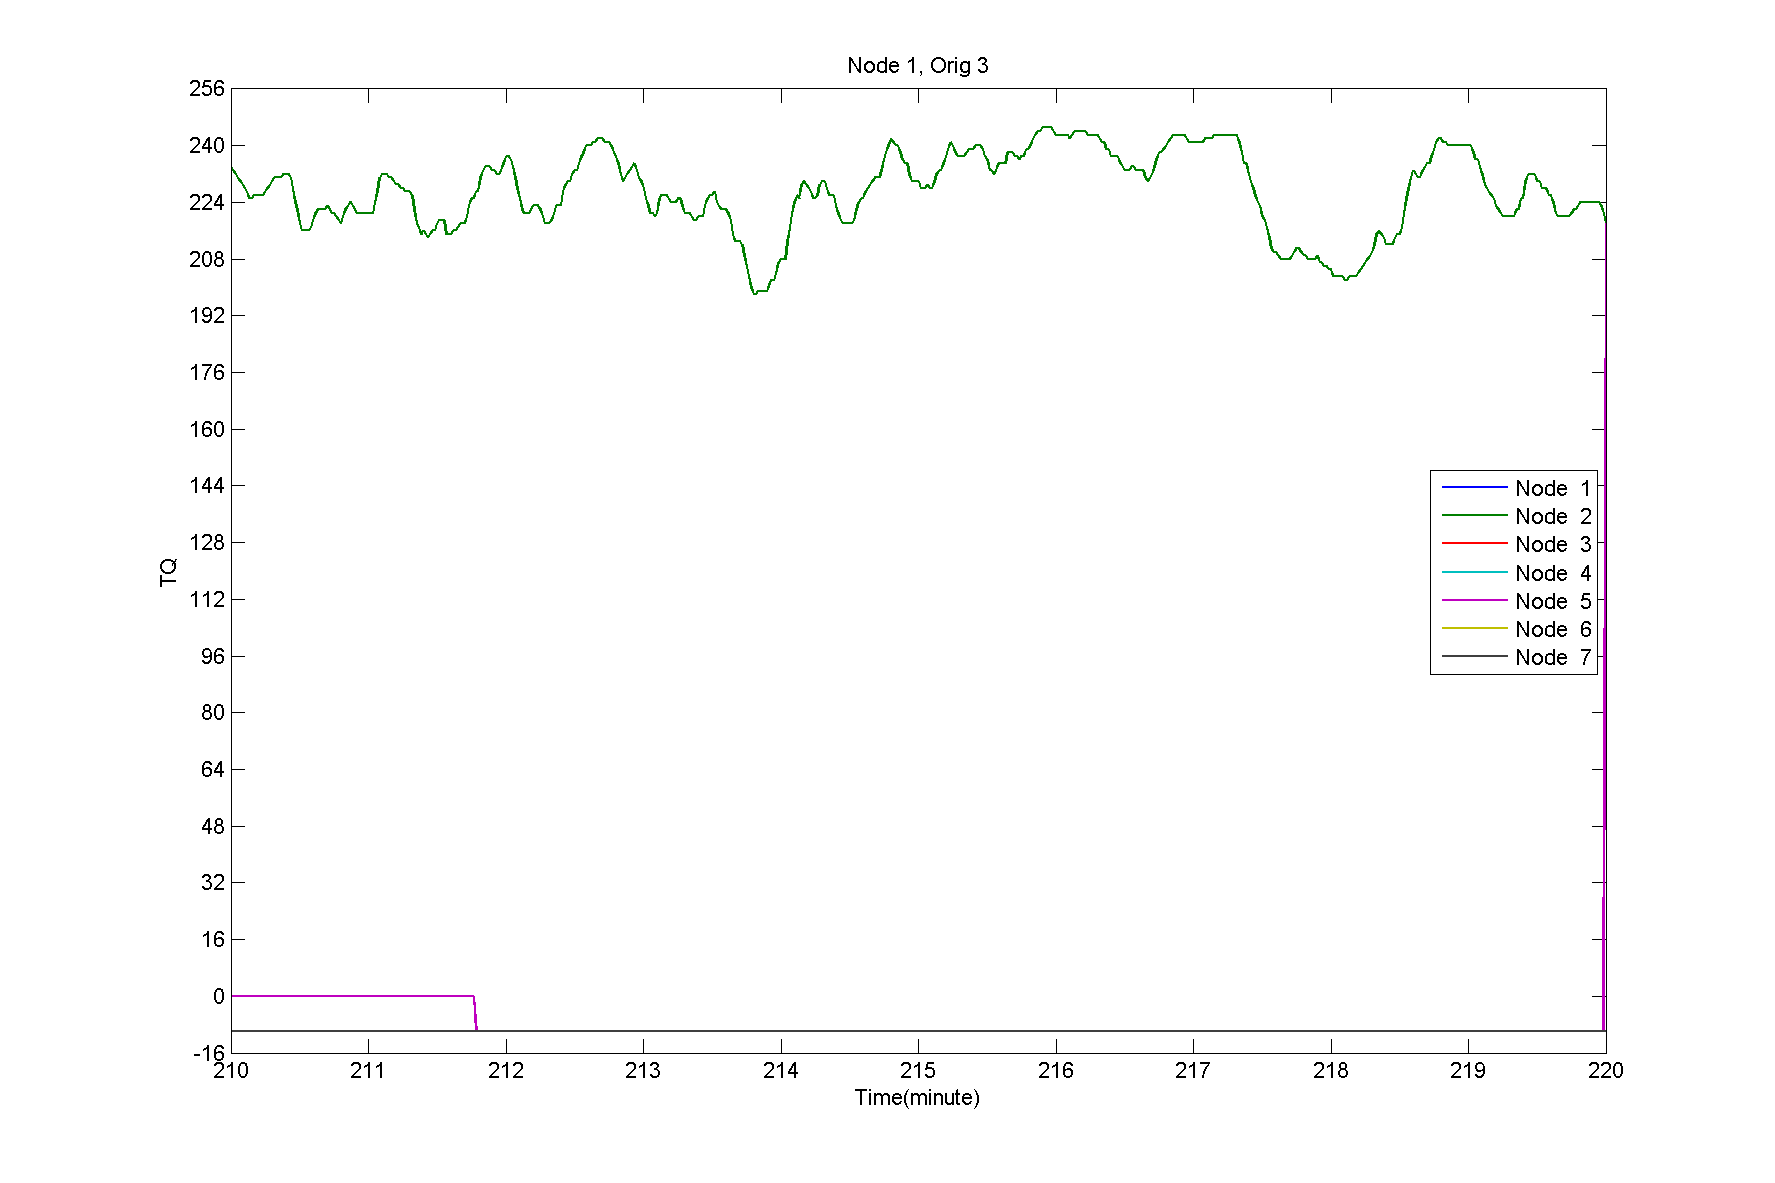 Node 1, Orig 3
256
240
224
208
192
176
160
144
128
112
96
80
64
48
32
16
0
-16
TQ
Node 1
Node 2
Node 3
Node 4
Node 5
Node 6
Node 7
210 211 212 213 214 215 216 217 218 219 220
Time(minute)